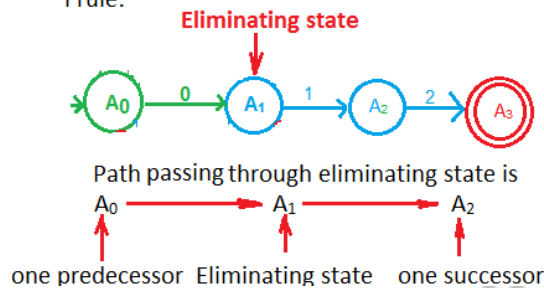 1 rule.
Eliminating state
0 1 2
A0 A1 A2 A3
Path passing through eliminating state is
A0 A1 A2
one predecessor Eliminating state one successor